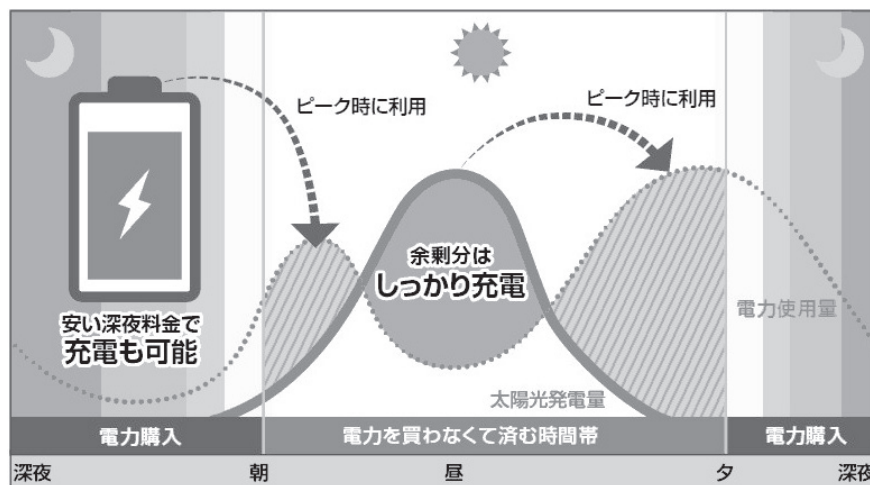 ピーク時に利用
ピーク時に利用
余剰分は
しっかり充電
安い深夜料金で
充電も可能
電力使用量
太陽光発電量
電力購入
電力を買わなくて済む時間帯
電力購入
深夜
朝
昼
夕
深夜